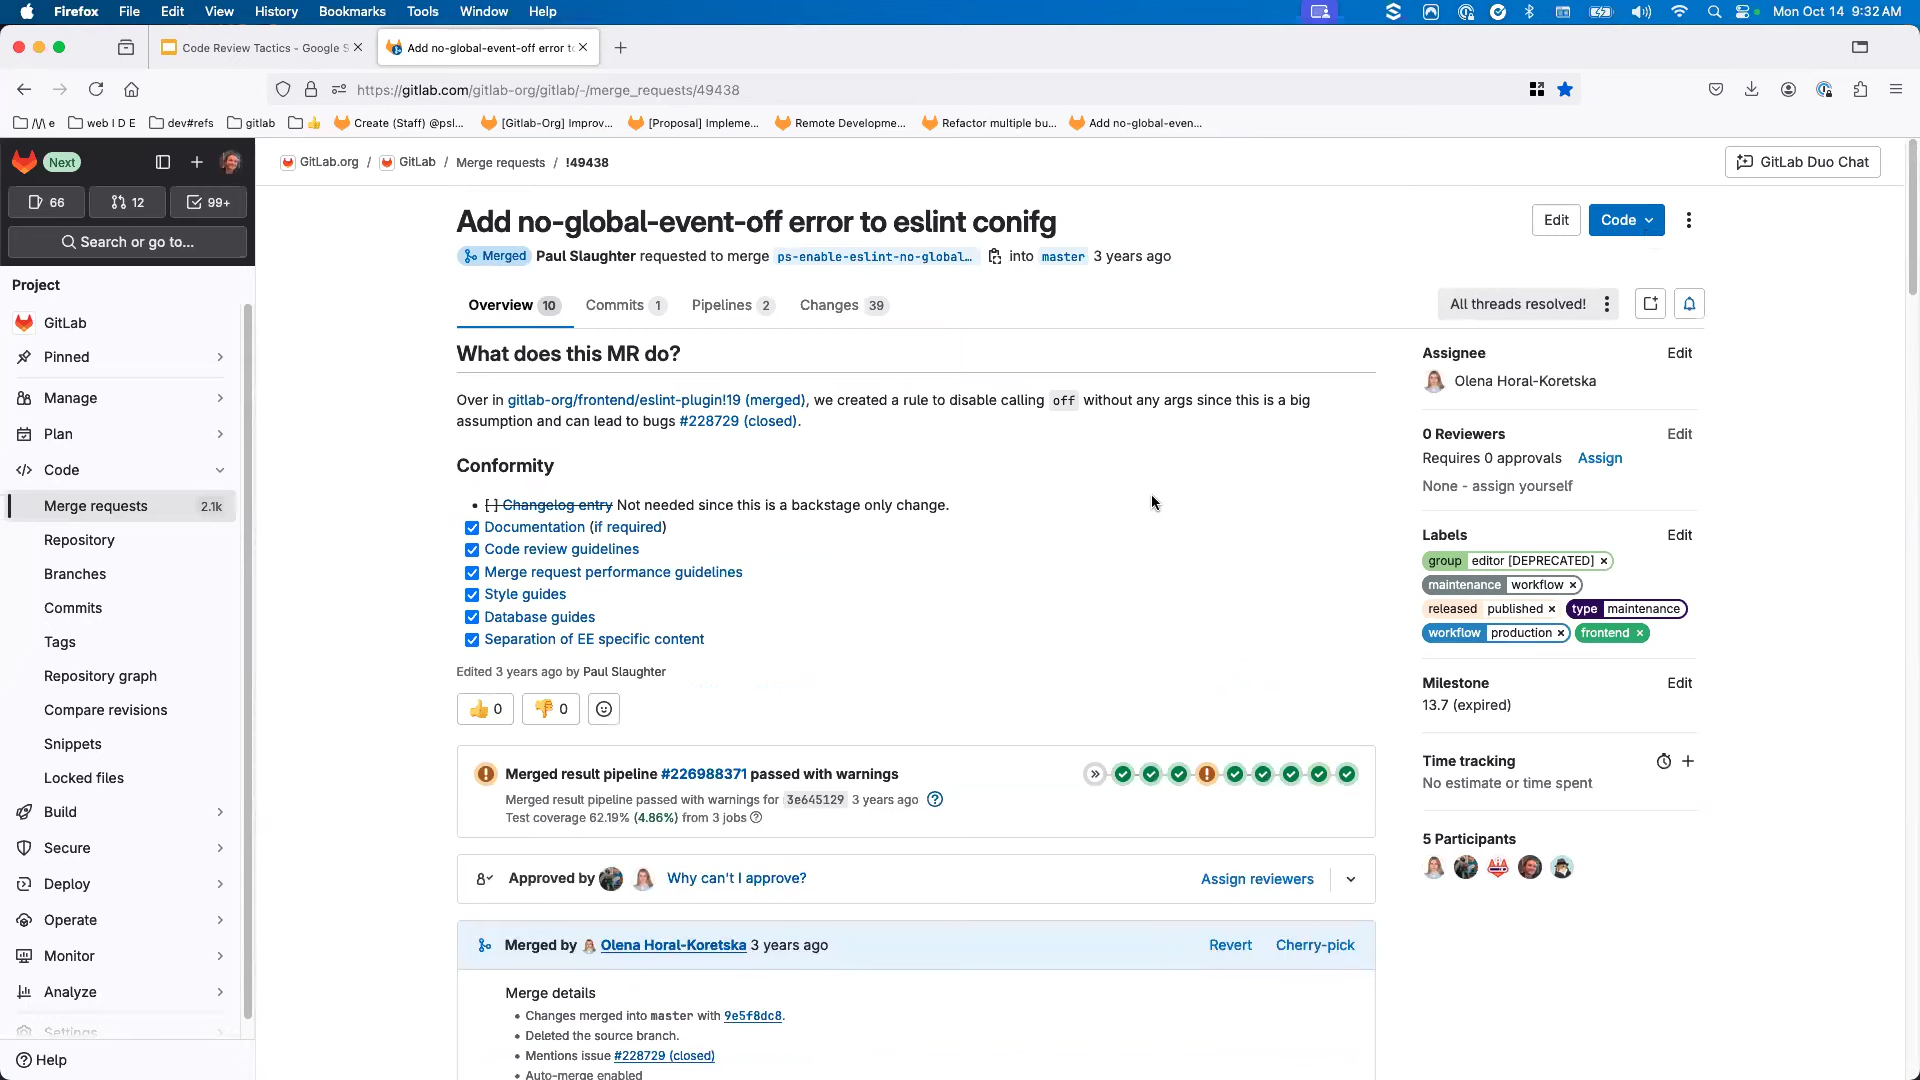 Firefox File Edit View History Bookmarks Tools Window Help Mon Oct 14 9:32 AM
Code Review Tactics - Google S Add no-global-event-off error to
https://gitlab.com/gitlab-org/gitlab/-/merge_requests/49438
web I D E dev#refs gitlab Create (Staff) @psl... [Gitlab-Org] Improv... [Proposal] Impleme... Remote Developme... Refactor multiple bu... Add no-global-even...
Next
66 12 99+
Search or go to...
Project
GitLab
Pinned
Manage
Plan
Code
Merge requests 2.1k
Repository
Branches
Commits
Tags
Repository graph
Compare revisions
Snippets
Locked files
Build
Secure
Deploy
Operate
Monitor
Analyze
Settings
Help
GitLab.org / GitLab / Merge requests / !49438
GitLab Duo Chat
Add no-global-event-off error to eslint conifg
Edit Code
Merged Paul Slaughter requested to merge ps-enable-eslint-no-global… into master 3 years ago
Overview 10 Commits 1 Pipelines 2 Changes 39
All threads resolved!
What does this MR do?
Over in gitlab-org/frontend/eslint-plugin!19 (merged), we created a rule to disable calling off without any args since this is a big
assumption and can lead to bugs #228729 (closed).
Conformity
• [ ] Changelog entry Not needed since this is a backstage only change.
Documentation (if required)
Code review guidelines
Merge request performance guidelines
Style guides
Database guides
Separation of EE specific content
Edited 3 years ago by Paul Slaughter
0 0
Merged result pipeline #226988371 passed with warnings
Merged result pipeline passed with warnings for 3e645129 3 years ago
Test coverage 62.19% (4.86%) from 3 jobs
Approved by Why can't I approve? Assign reviewers
Merged by Olena Horal-Koretska 3 years ago Revert Cherry-pick
Merge details
• Changes merged into master with 9e5f8dc8.
• Deleted the source branch.
• Mentions issue #228729 (closed)
• Auto-merge enabled
Assignee Edit
Olena Horal-Koretska
0 Reviewers Edit
Requires 0 approvals Assign
None - assign yourself
Labels Edit
group editor [DEPRECATED] ×
maintenance workflow ×
released published × type maintenance
workflow production × frontend ×
Milestone Edit
13.7 (expired)
Time tracking
No estimate or time spent
5 Participants